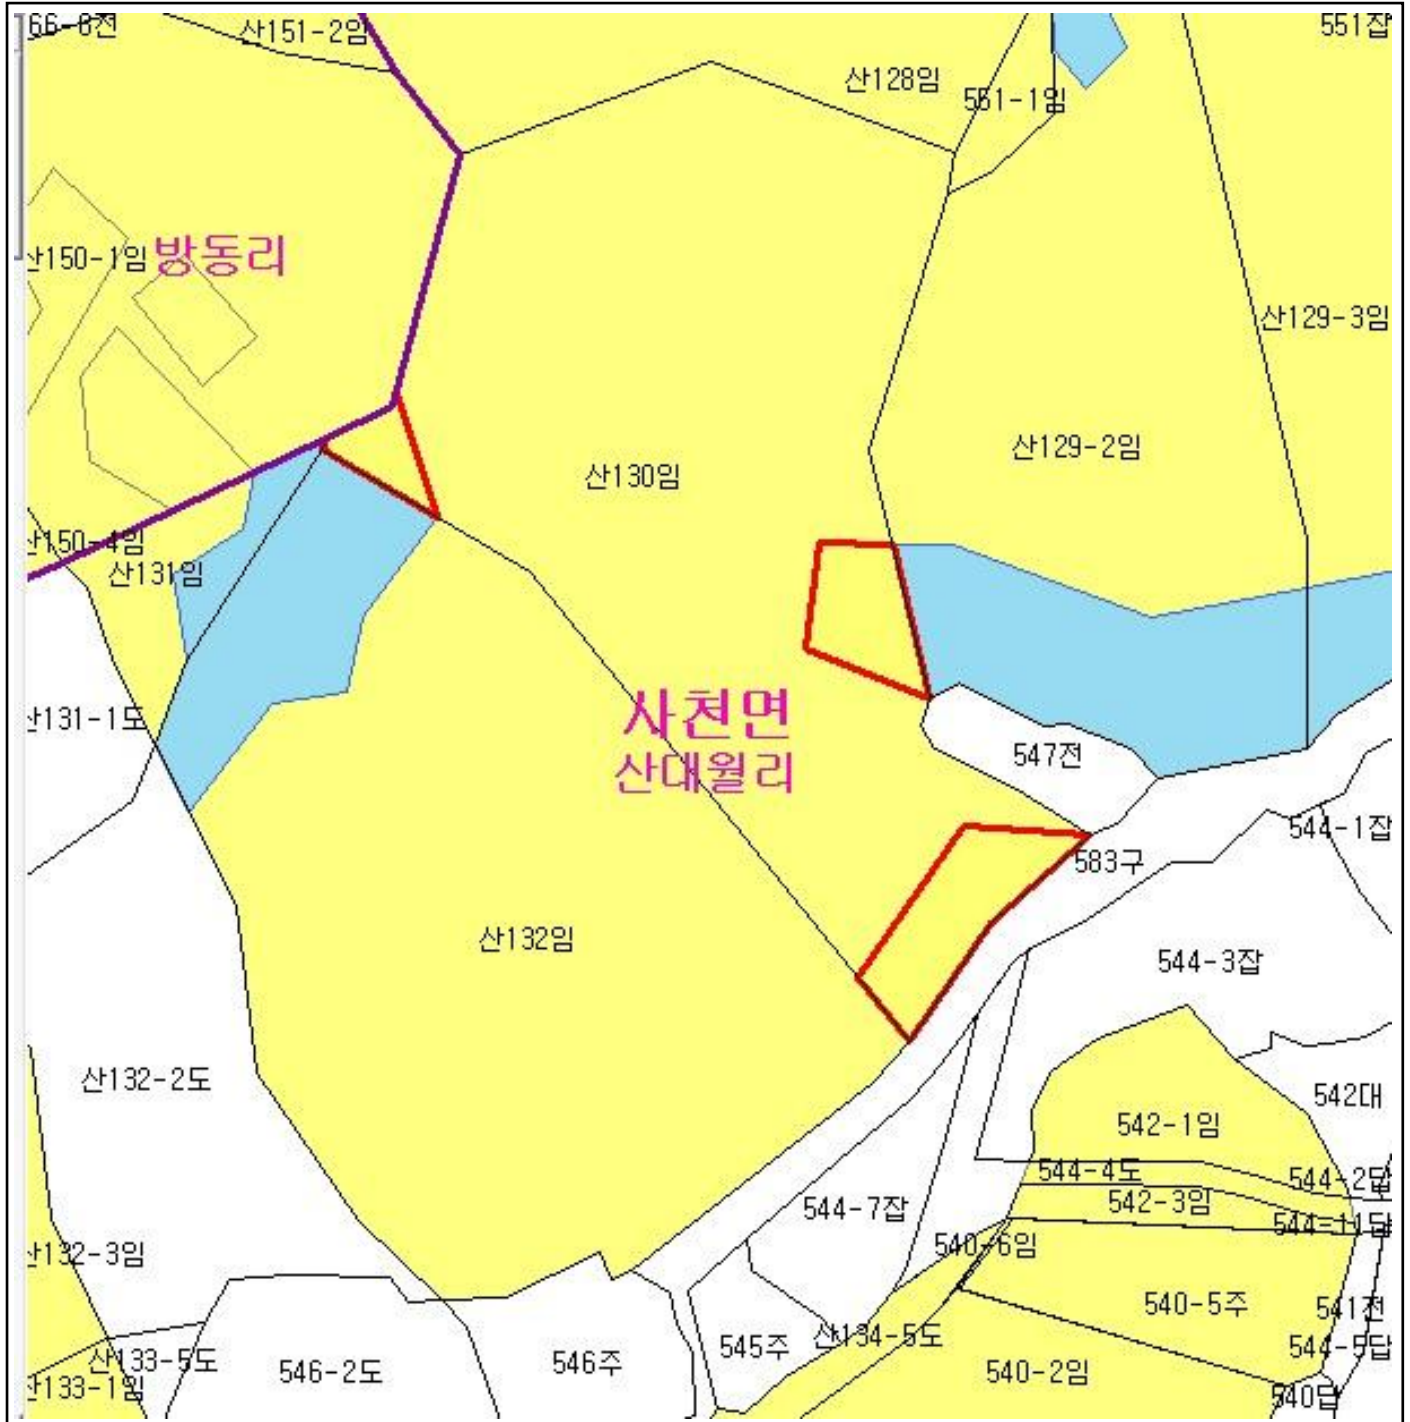 66-6전
산151-2임
551잡
산128임
551-1임
산150-1임
방동리
산129-3임
산129-2임
산130임
산150-4임
산131임
사천면
산131-1도
산대월리
547전
544-1잡
583구
산132임
544-3잡
산132-2도
542대
542-1임
544-4도
544-2답
542-3임
544-7잡
544-11답
540-6임
산132-3임
540-5주
541전
산134-5도
545주
544-5답
산133-5도
546주
546-2도
540-2임
산133-1임
540답